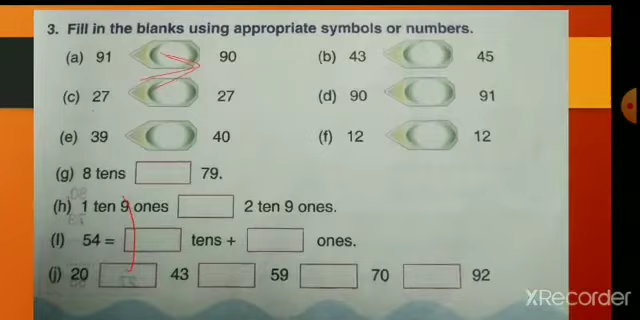 3. Fill in the blanks using appropriate symbols or numbers.
(a) 91 > 90 (b) 43 45
(c) 27 27 (d) 90 91
(e) 39 40 (f) 12 12
(g) 8 tens 79.
(h) 1 ten 9 ones 2 ten 9 ones.
(I) 54 = tens + ones.
(j) 20 43 59 70 92
XRecorder